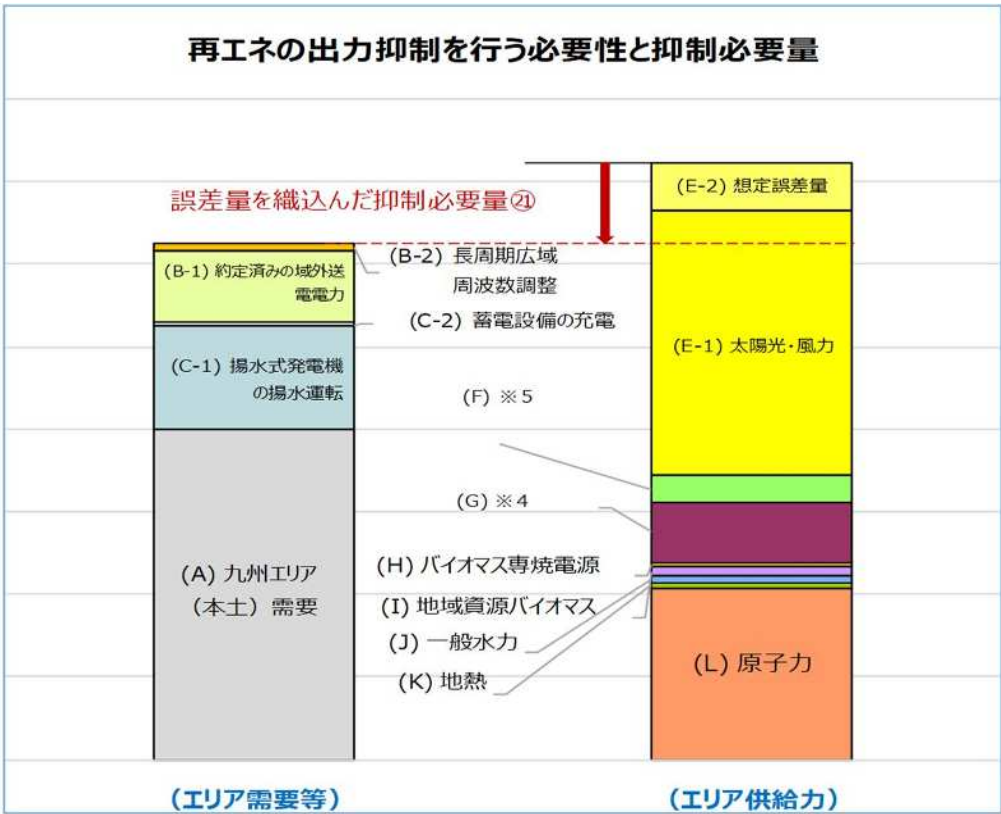 再エネの出力抑制を行う必要性と抑制必要量
誤差量を織込んだ抑制必要量㉑
(E-2) 想定誤差量
(B-2) 長周期広域
周波数調整
(B-1) 約定済みの域外送
電電力
(C-2) 蓄電設備の充電
(E-1) 太陽光・風力
(C-1) 揚水式発電機
の揚水運転
(F) ※5
(G) ※4
(H) バイオマス専焼電源
(A) 九州エリア
(本土) 需要
(I) 地域資源バイオマス
(J) 一般水力
(K) 地熱
(L) 原子力
(エリア需要等)
(エリア供給力)